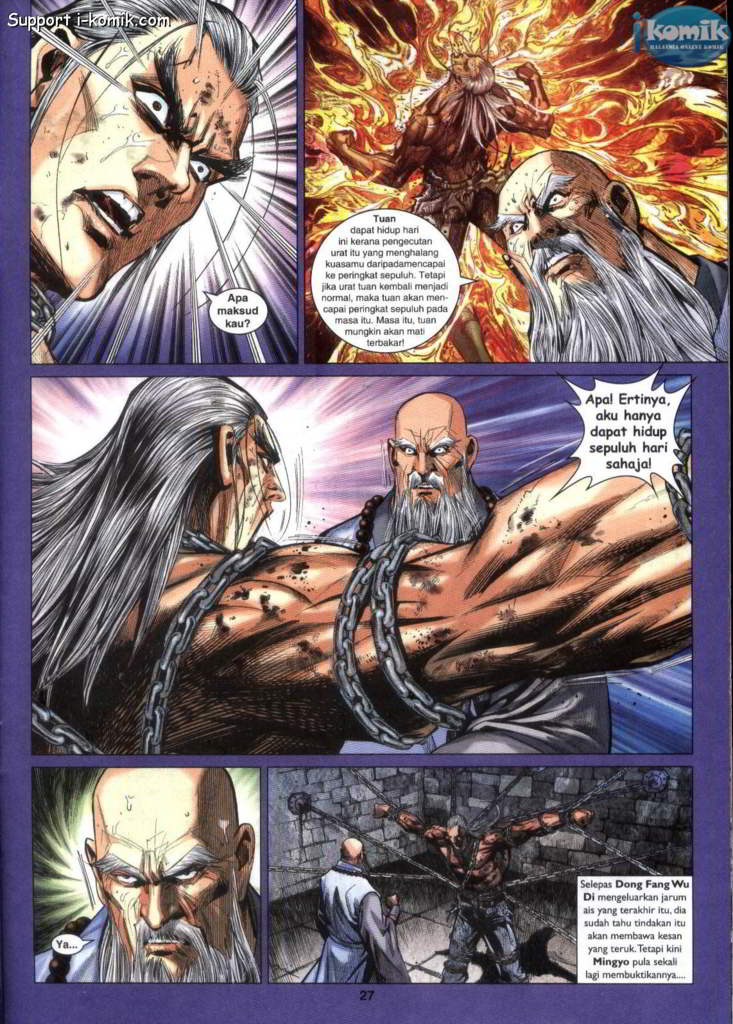 Support i-komik.com
i komik
MALAYSIA ONLINE KOMIK
Apa
maksud
kau?
Tuan
dapat hidup hari
ini kerana pengecutan
urat itu yang menghalang
kuasamu daripadamencapai
ke peringkat sepuluh. Tetapi
jika urat tuan kembali menjadi
normal, maka tuan akan men-
capai peringkat sepuluh pada
masa itu. Masa itu, tuan
mungkin akan mati
terbakar!
Apa! Ertinya,
aku hanya
dapat hidup
sepuluh hari
sahaja!
Ya...
Selepas Dong Fang Wu
Di mengeluarkan jarum
ais yang terakhir itu, dia
sudah tahu tindakan itu
akan membawa kesan
yang teruk. Tetapi kini
Mingyo pula sekali
lagi membuktikannya....
27